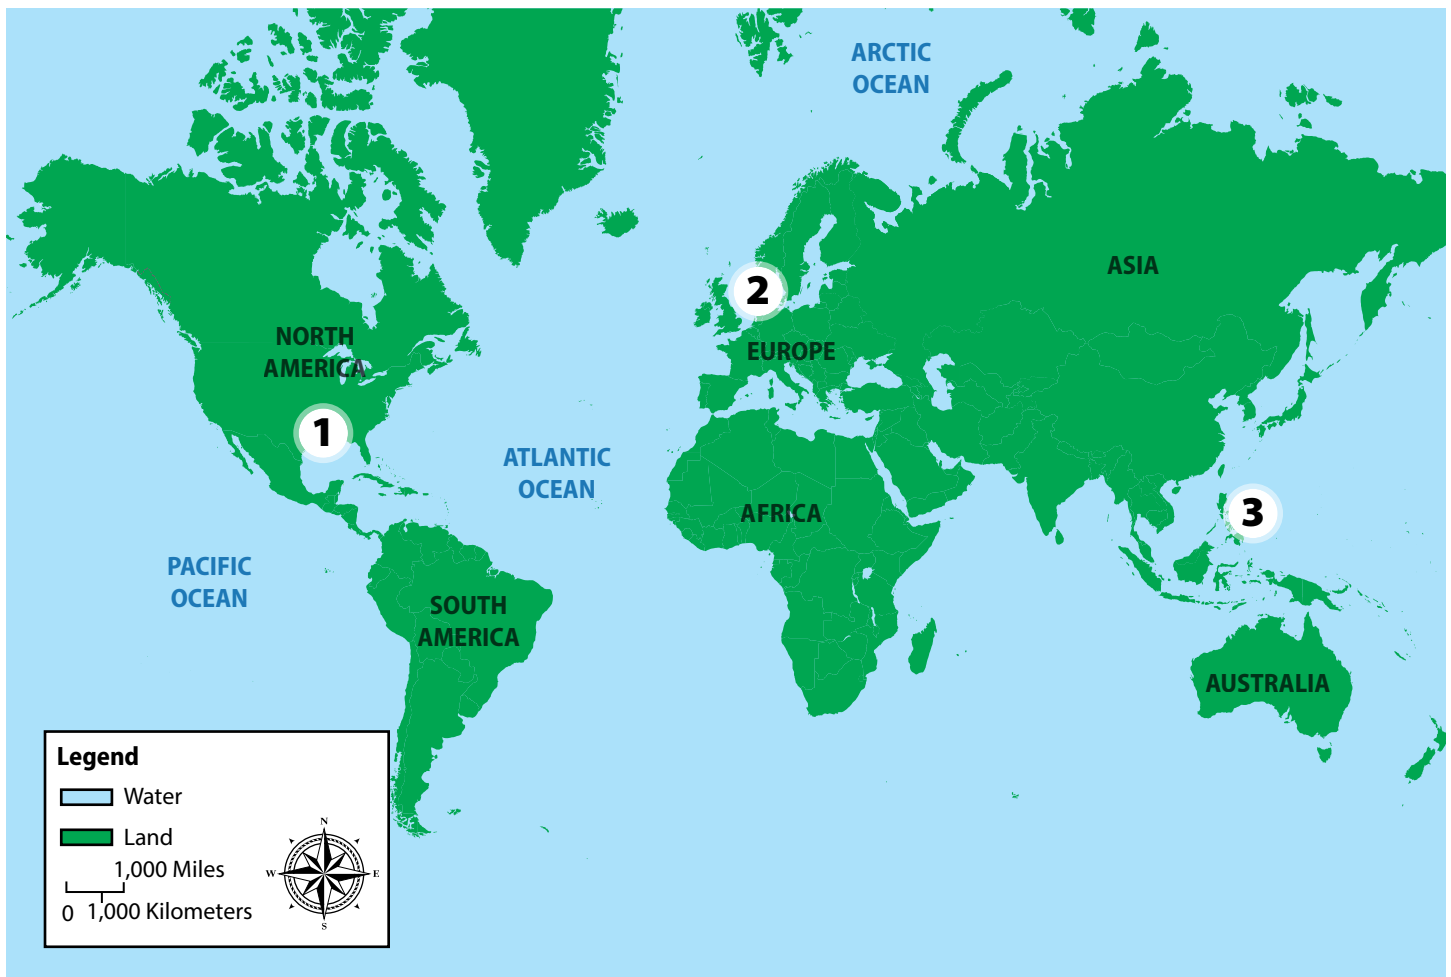 ARCTIC
OCEAN
ASIA
2
NORTH
AMERICA
EUROPE
1
ATLANTIC
OCEAN
AFRICA
3
PACIFIC
OCEAN
SOUTH
AMERICA
AUSTRALIA
Legend
Water
Land
1,000 Miles
0 1,000 Kilometers
N
W E
S